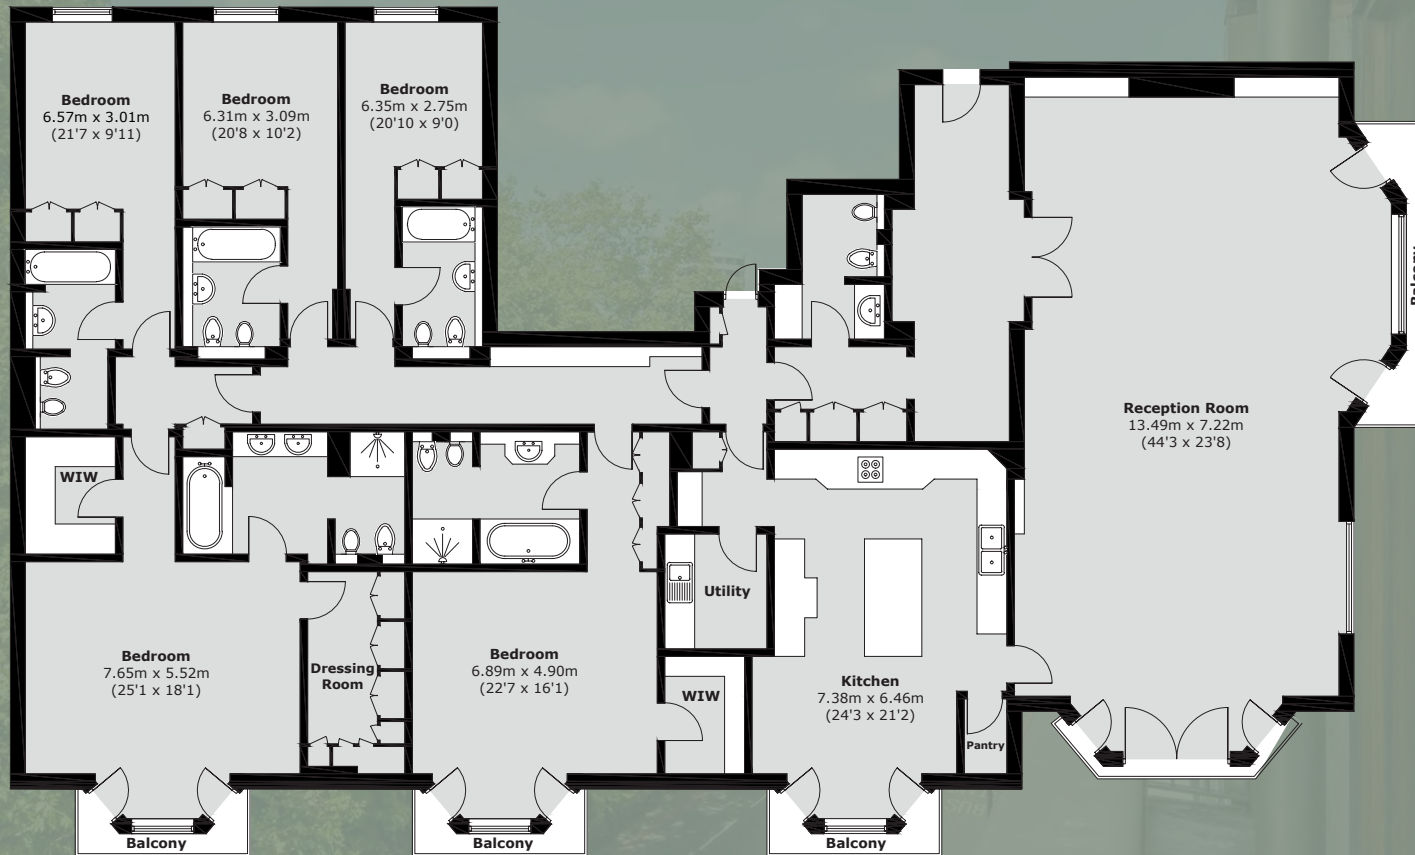 Bedroom
6.57m x 3.01m
(21'7 x 9'11)
Bedroom
6.31m x 3.09m
(20'8 x 10'2)
Bedroom
6.35m x 2.75m
(20'10 x 9'0)
Balcony
Reception Room
13.49m x 7.22m
(44'3 x 23'8)
WIW
Utility
Bedroom
7.65m x 5.52m
(25'1 x 18'1)
Dressing
Room
Bedroom
6.89m x 4.90m
(22'7 x 16'1)
WIW
Kitchen
7.38m x 6.46m
(24'3 x 21'2)
Pantry
Balcony
Balcony
Balcony